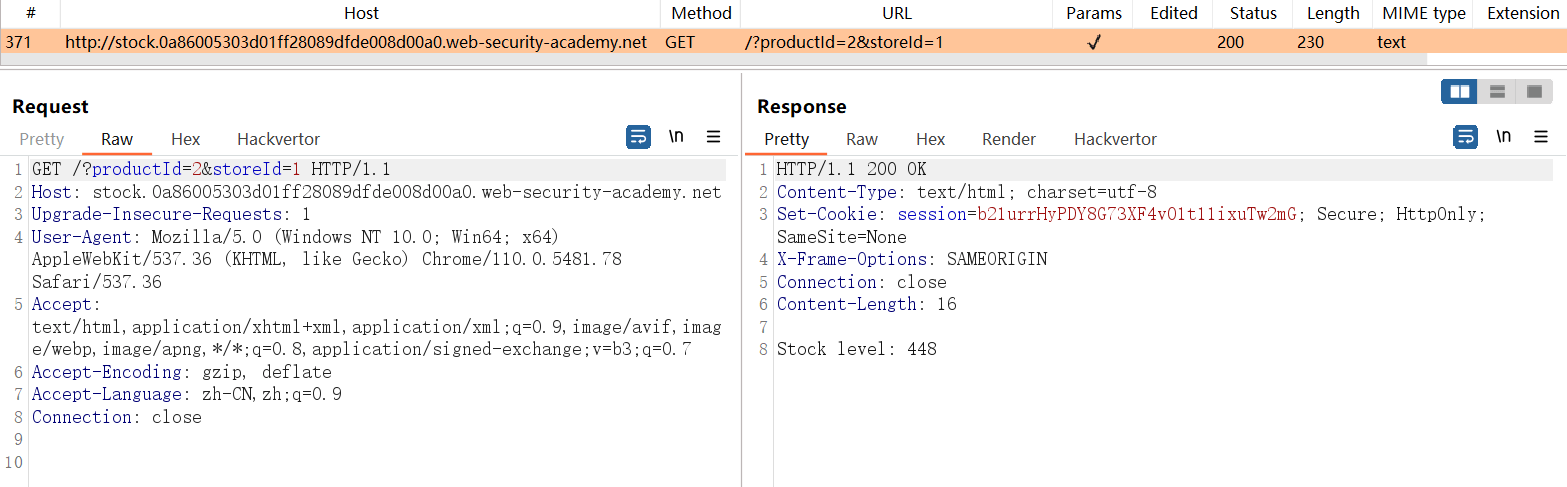 # Host Method URL Params Edited Status Length MIME type Extension
371 http://stock.0a86005303d01ff28089dfde008d00a0.web-security-academy.net GET /?productId=2&storeId=1 ✓ 200 230 text
Request
Pretty Raw Hex Hackvertor
\n
1 GET /?productId=2&storeId=1 HTTP/1.1
2 Host: stock.0a86005303d01ff28089dfde008d00a0.web-security-academy.net
3 Upgrade-Insecure-Requests: 1
4 User-Agent: Mozilla/5.0 (Windows NT 10.0; Win64; x64)
AppleWebKit/537.36 (KHTML, like Gecko) Chrome/110.0.5481.78
Safari/537.36
5 Accept:
text/html,application/xhtml+xml,application/xml;q=0.9,image/avif,imag
e/webp,image/apng,*/*;q=0.8,application/signed-exchange;v=b3;q=0.7
6 Accept-Encoding: gzip, deflate
7 Accept-Language: zh-CN,zh;q=0.9
8 Connection: close
9
10
Response
Pretty Raw Hex Render Hackvertor
\n
1 HTTP/1.1 200 OK
2 Content-Type: text/html; charset=utf-8
3 Set-Cookie: session=b21urrHyPDY8G73XF4v01t11ixuTw2mG; Secure; HttpOnly;
SameSite=None
4 X-Frame-Options: SAMEORIGIN
5 Connection: close
6 Content-Length: 16
7
8 Stock level: 448